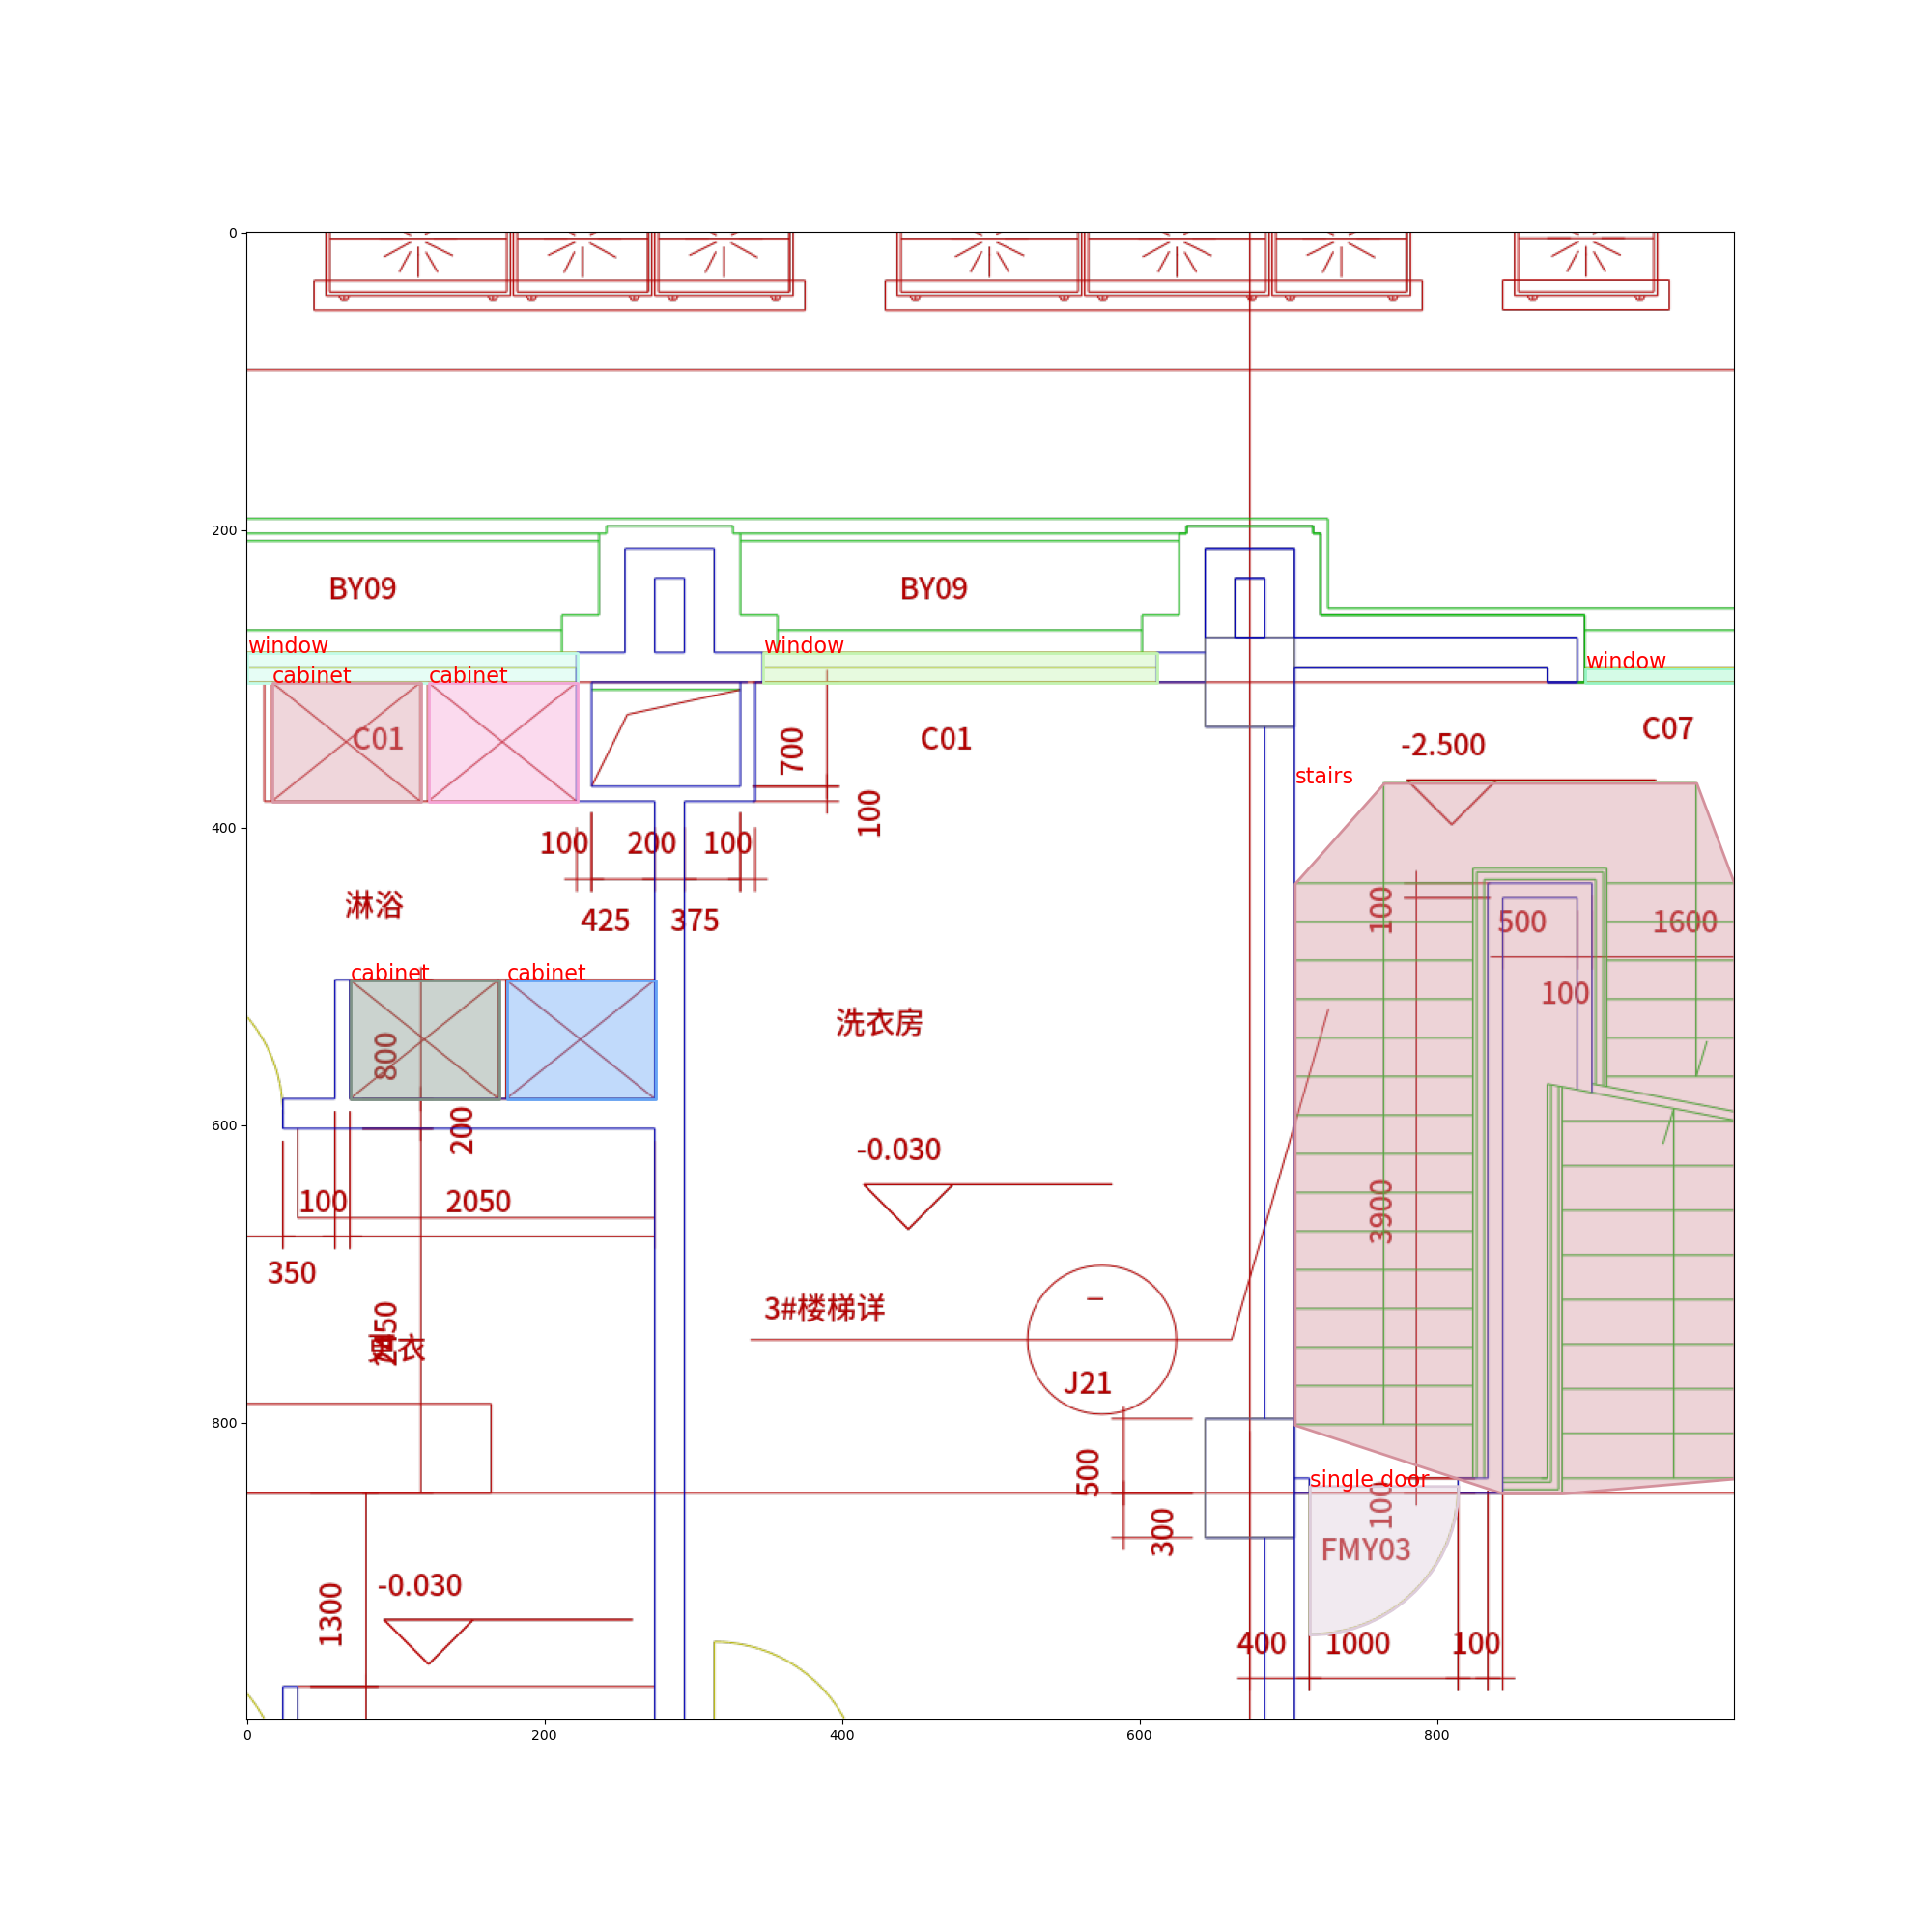 0
200
BY09
BY09
window
window
window
cabinet
cabinet
C01
C01
C07
700
-2.500
stairs
100
400
100
200
100
425
375
淋浴
100
500
1600
100
cabinet
cabinet
洗衣房
800
200
600
-0.030
100
2050
3900
350
3#楼梯详
更衣
J21
800
500
single door
100
300
FMY03
-0.030
1300
400
1000
100
0
200
400
600
800